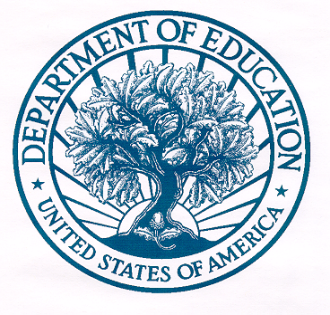 DEPARTMENT OF EDUCATION
UNITED STATES OF AMERICA